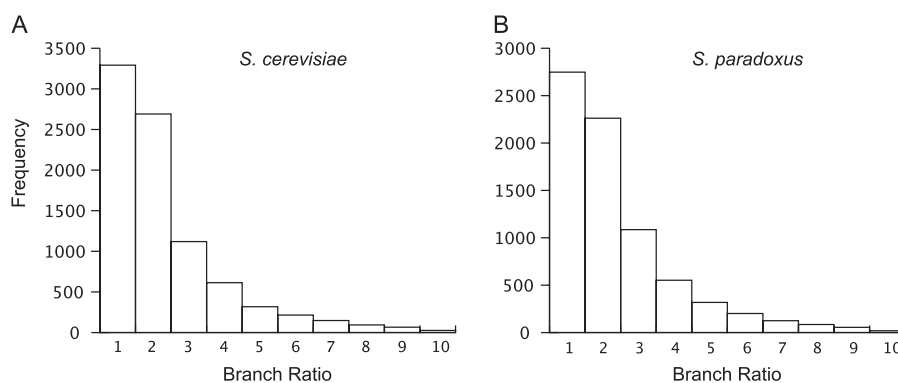 A
S. cerevisiae
Frequency
3500
3000
2500
2000
1500
1000
500
0
1 2 3 4 5 6 7 8 9 10
Branch Ratio
B
S. paradoxus
3000
2500
2000
1500
1000
500
0
1 2 3 4 5 6 7 8 9 10
Branch Ratio